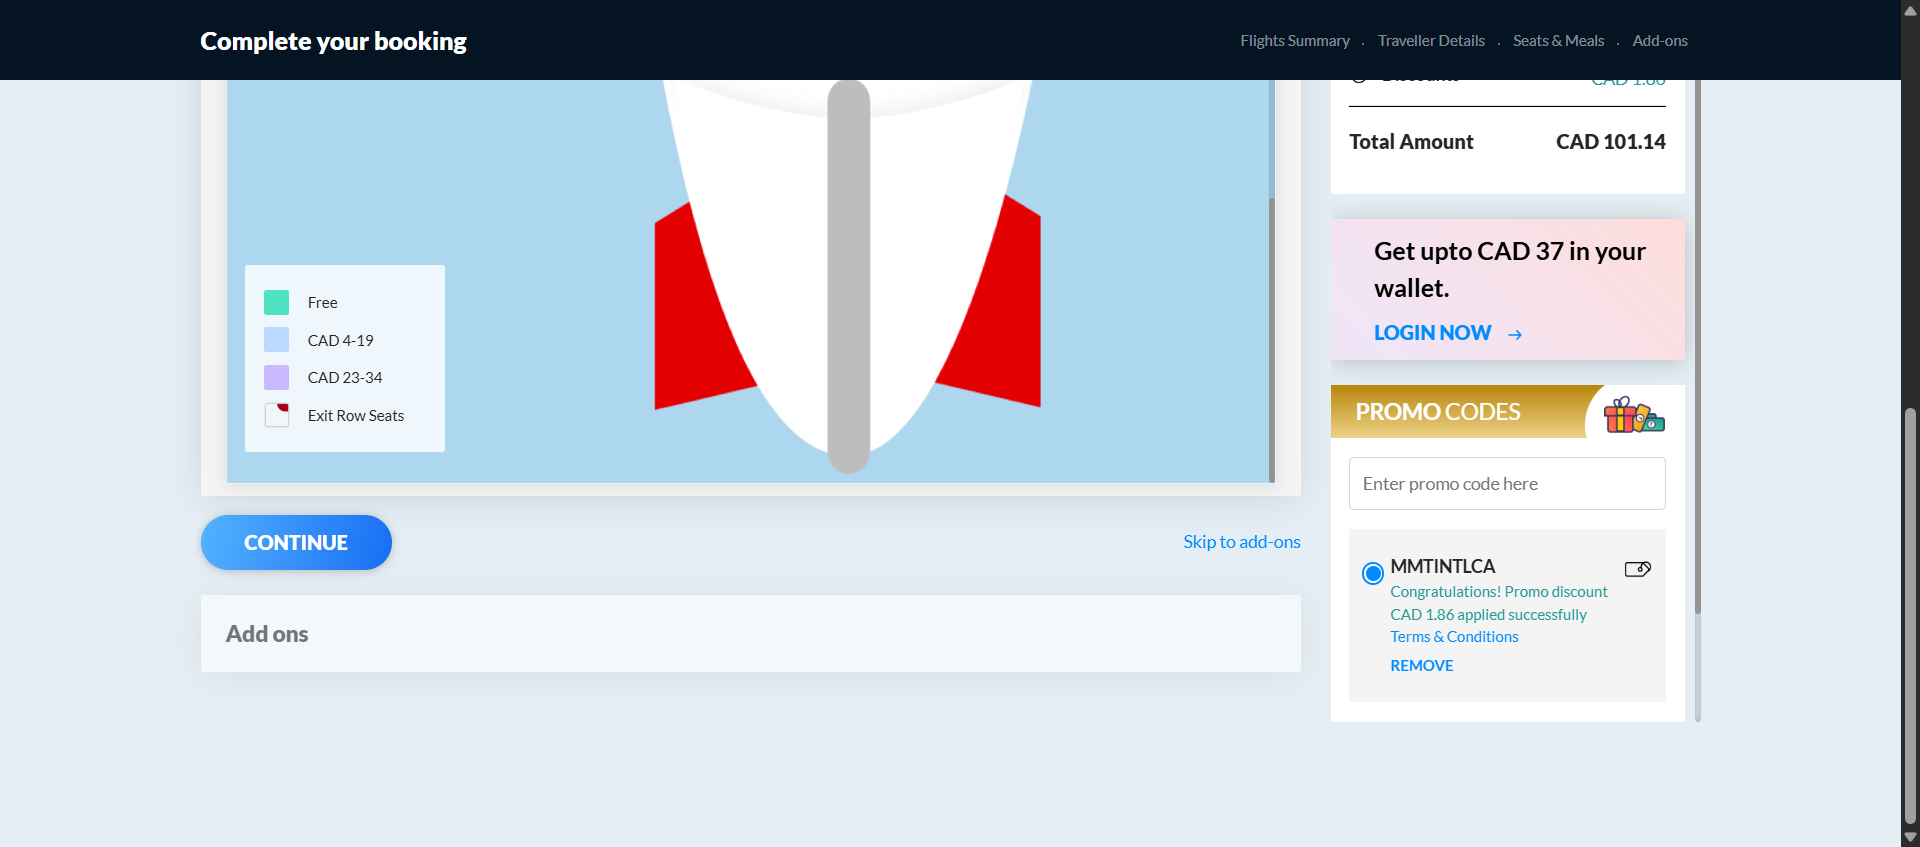 Complete your booking
Flights Summary . Traveller Details . Seats & Meals . Add-ons
CAD 1.86
Total Amount CAD 101.14
Get upto CAD 37 in your
wallet.
LOGIN NOW →
Free
CAD 4-19
CAD 23-34
Exit Row Seats
PROMO CODES
Enter promo code here
CONTINUE
Skip to add-ons
MMTINTLCA
Congratulations! Promo discount
CAD 1.86 applied successfully
Terms & Conditions
REMOVE
Add ons